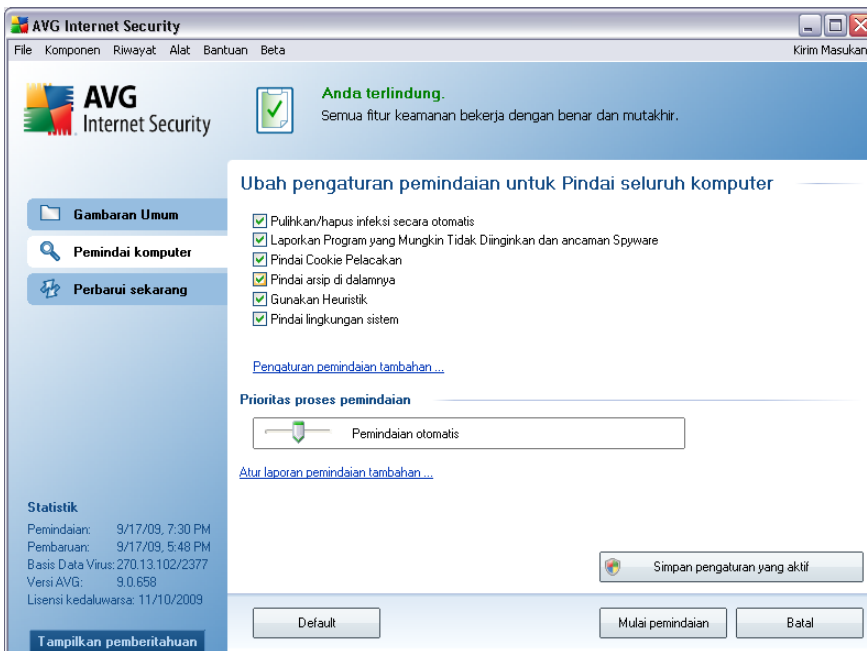 AVG Internet Security
File Komponen Riwayat Alat Bantuan Beta Kirim Masukan
AVG
Internet Security
Anda terlindung.
Semua fitur keamanan bekerja dengan benar dan mutakhir.
Gambaran Umum
Pemindai komputer
Perbarui sekarang
Ubah pengaturan pemindaian untuk Pindai seluruh komputer
Pulihkan/hapus infeksi secara otomatis
Laporkan Program yang Mungkin Tidak Diinginkan dan ancaman Spyware
Pindai Cookie Pelacakan
Pindai arsip di dalamnya
Gunakan Heuristik
Pindai lingkungan sistem
Pengaturan pemindaian tambahan ...
Prioritas proses pemindaian
Pemindaian otomatis
Atur laporan pemindaian tambahan ...
Statistik
Pemindaian: 9/17/09, 7:30 PM
Pembaruan: 9/17/09, 5:48 PM
Basis Data Virus: 270.13.102/2377
Versi AVG: 9.0.658
Lisensi kedaluwarsa: 11/10/2009
Tampilkan pemberitahuan
Simpan pengaturan yang aktif
Default
Mulai pemindaian
Batal